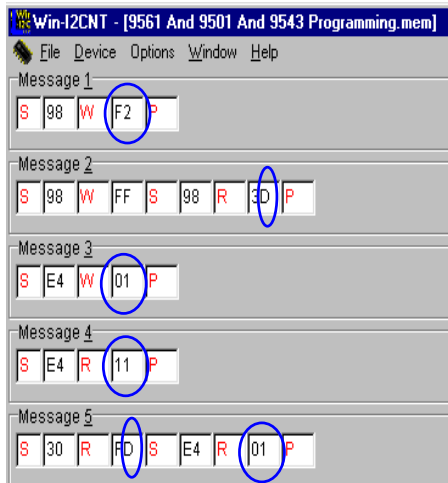 Win-I2CNT - [9561 And 9501 And 9543 Programming.mem]
File Device Options Window Help
Message 1
S 98 W F2 P
Message 2
S 98 W FF S 98 R 3D P
Message 3
S E4 W 01 P
Message 4
S E4 R 11 P
Message 5
S 30 R FD S E4 R 01 P